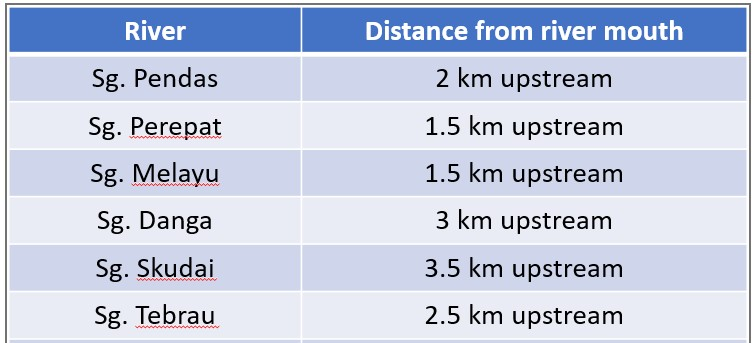 River Distance from river mouth
Sg. Pendas 2 km upstream
Sg. Perepat 1.5 km upstream
Sg. Melayu 1.5 km upstream
Sg. Danga 3 km upstream
Sg. Skudai 3.5 km upstream
Sg. Tebrau 2.5 km upstream